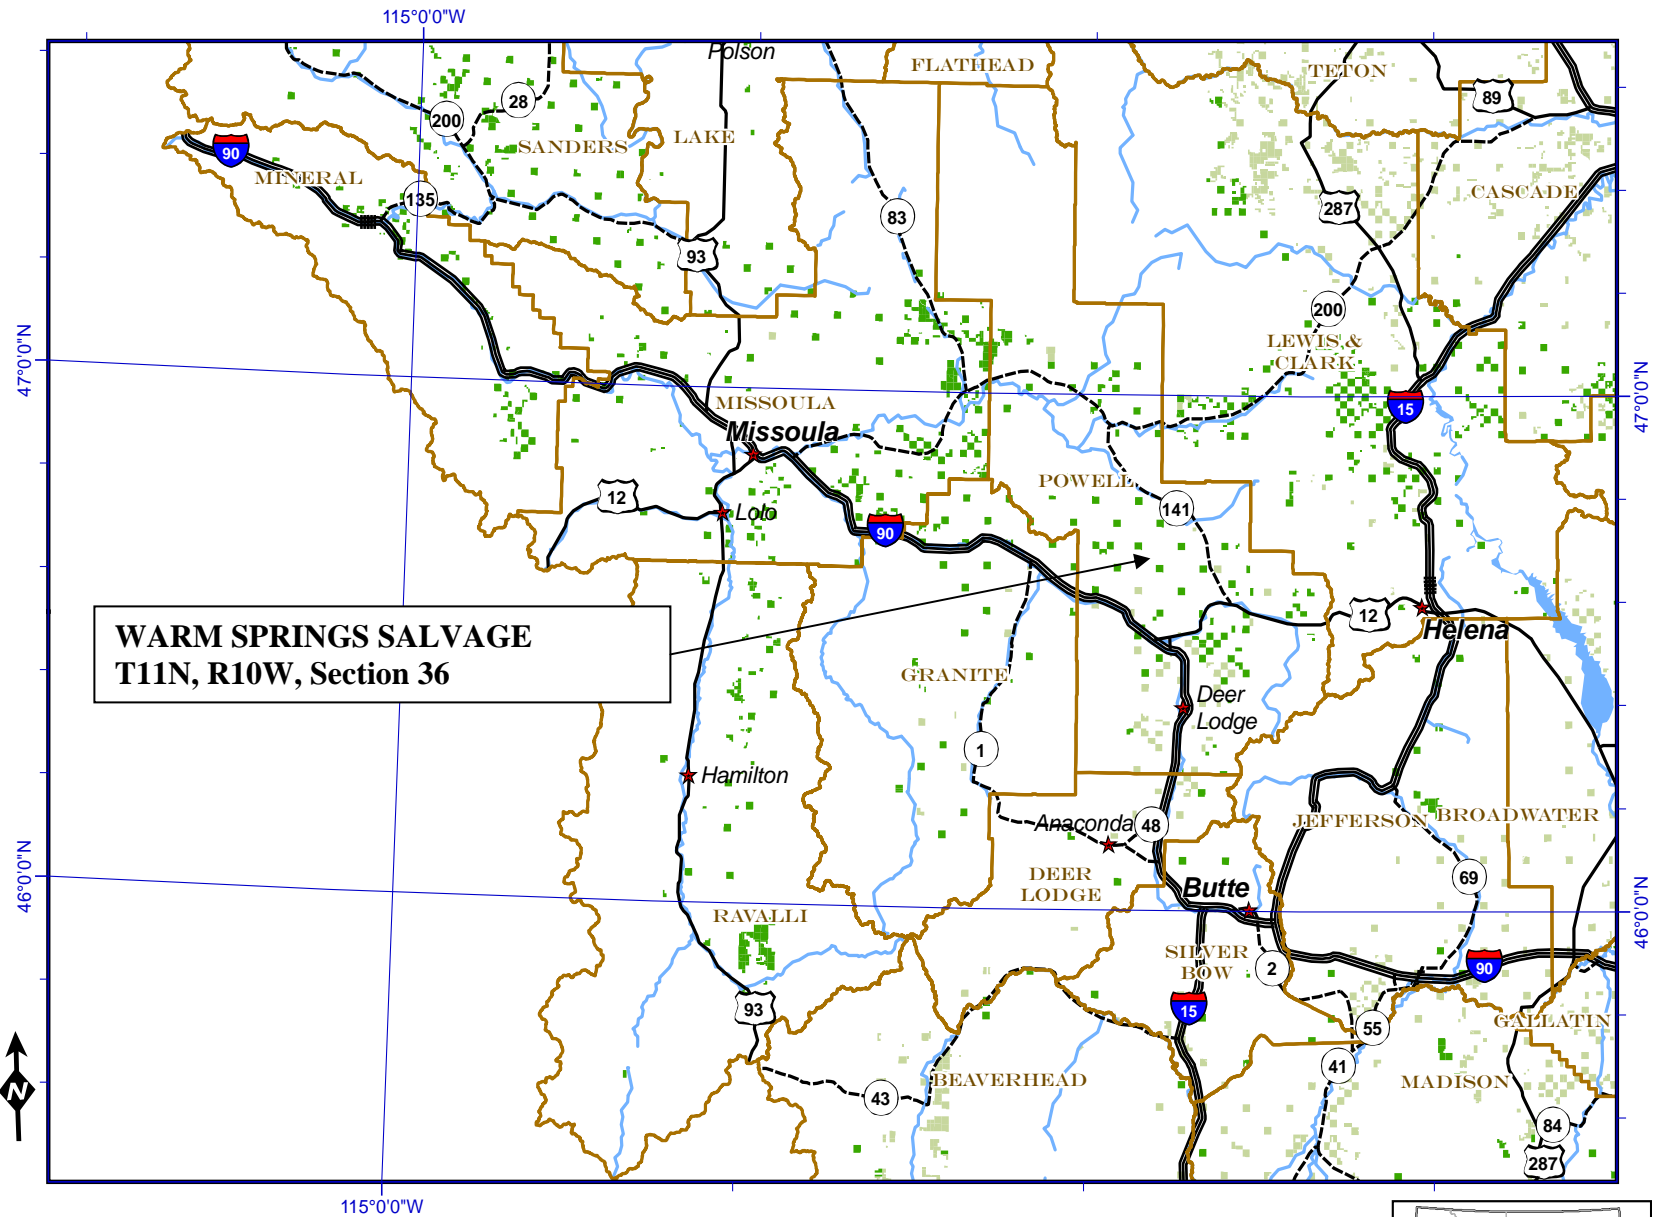 115°0'0"W
Polson
FLATHEAD
TETON
89
28
200
SANDERS
LAKE
90
MINERAL
135
CASCADE
287
83
93
200
LEWIS &
CLARK
47°0'0"N
47°0'0"N
15
MISSOULA
Missoula
POWELL
12
Lolo
141
90
WARM SPRINGS SALVAGE
T11N, R10W, Section 36
12
Helena
GRANITE
Deer
Lodge
1
Hamilton
Anaconda
48
JEFFERSON
BROADWATER
DEER
LODGE
69
Butte
46°0'0"N
46°0'0"N
RAVALLI
SILVER
BOW
2
90
93
15
55
GALLATIN
41
BEAVERHEAD
MADISON
43
84
287
N
115°0'0"W